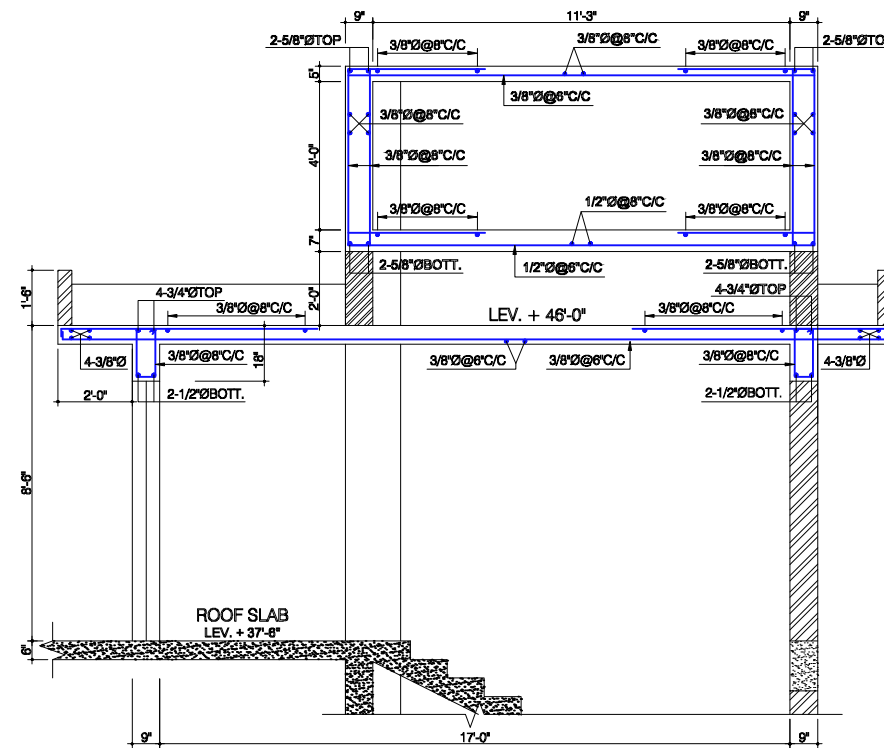 9" 11'-3" 9"
2-5/8"ØTOP 3/8"Ø@8"C/C 3/8"Ø@8"C/C 3/8"Ø@8"C/C 2-5/8"ØTO
5"
3/8"Ø@6"C/C
3/8"Ø@8"C/C 3/8"Ø@8"C/C
4'-0" 3/8"Ø@8"C/C 3/8"Ø@8"C/C
3/8"Ø@8"C/C 1/2"Ø@8"C/C 3/8"Ø@8"C/C
7"
2-5/8"ØBOTT. 1/2"Ø@6"C/C 2-5/8"ØBOTT.
1'-6" 4-3/4"ØTOP 2'-0" 4-3/4"ØTOP
3/8"Ø@8"C/C LEV. + 46'-0" 3/8"Ø@8"C/C
4-3/8"Ø 3/8"Ø@8"C/C 18" 3/8"Ø@6"C/C 3/8"Ø@6"C/C 3/8"Ø@8"C/C 4-3/8"Ø
2'-0" 2-1/2"ØBOTT. 2-1/2"ØBOTT.
8'-6"
ROOF SLAB
LEV. + 37'-6"
6"
9" 17'-0" 9"